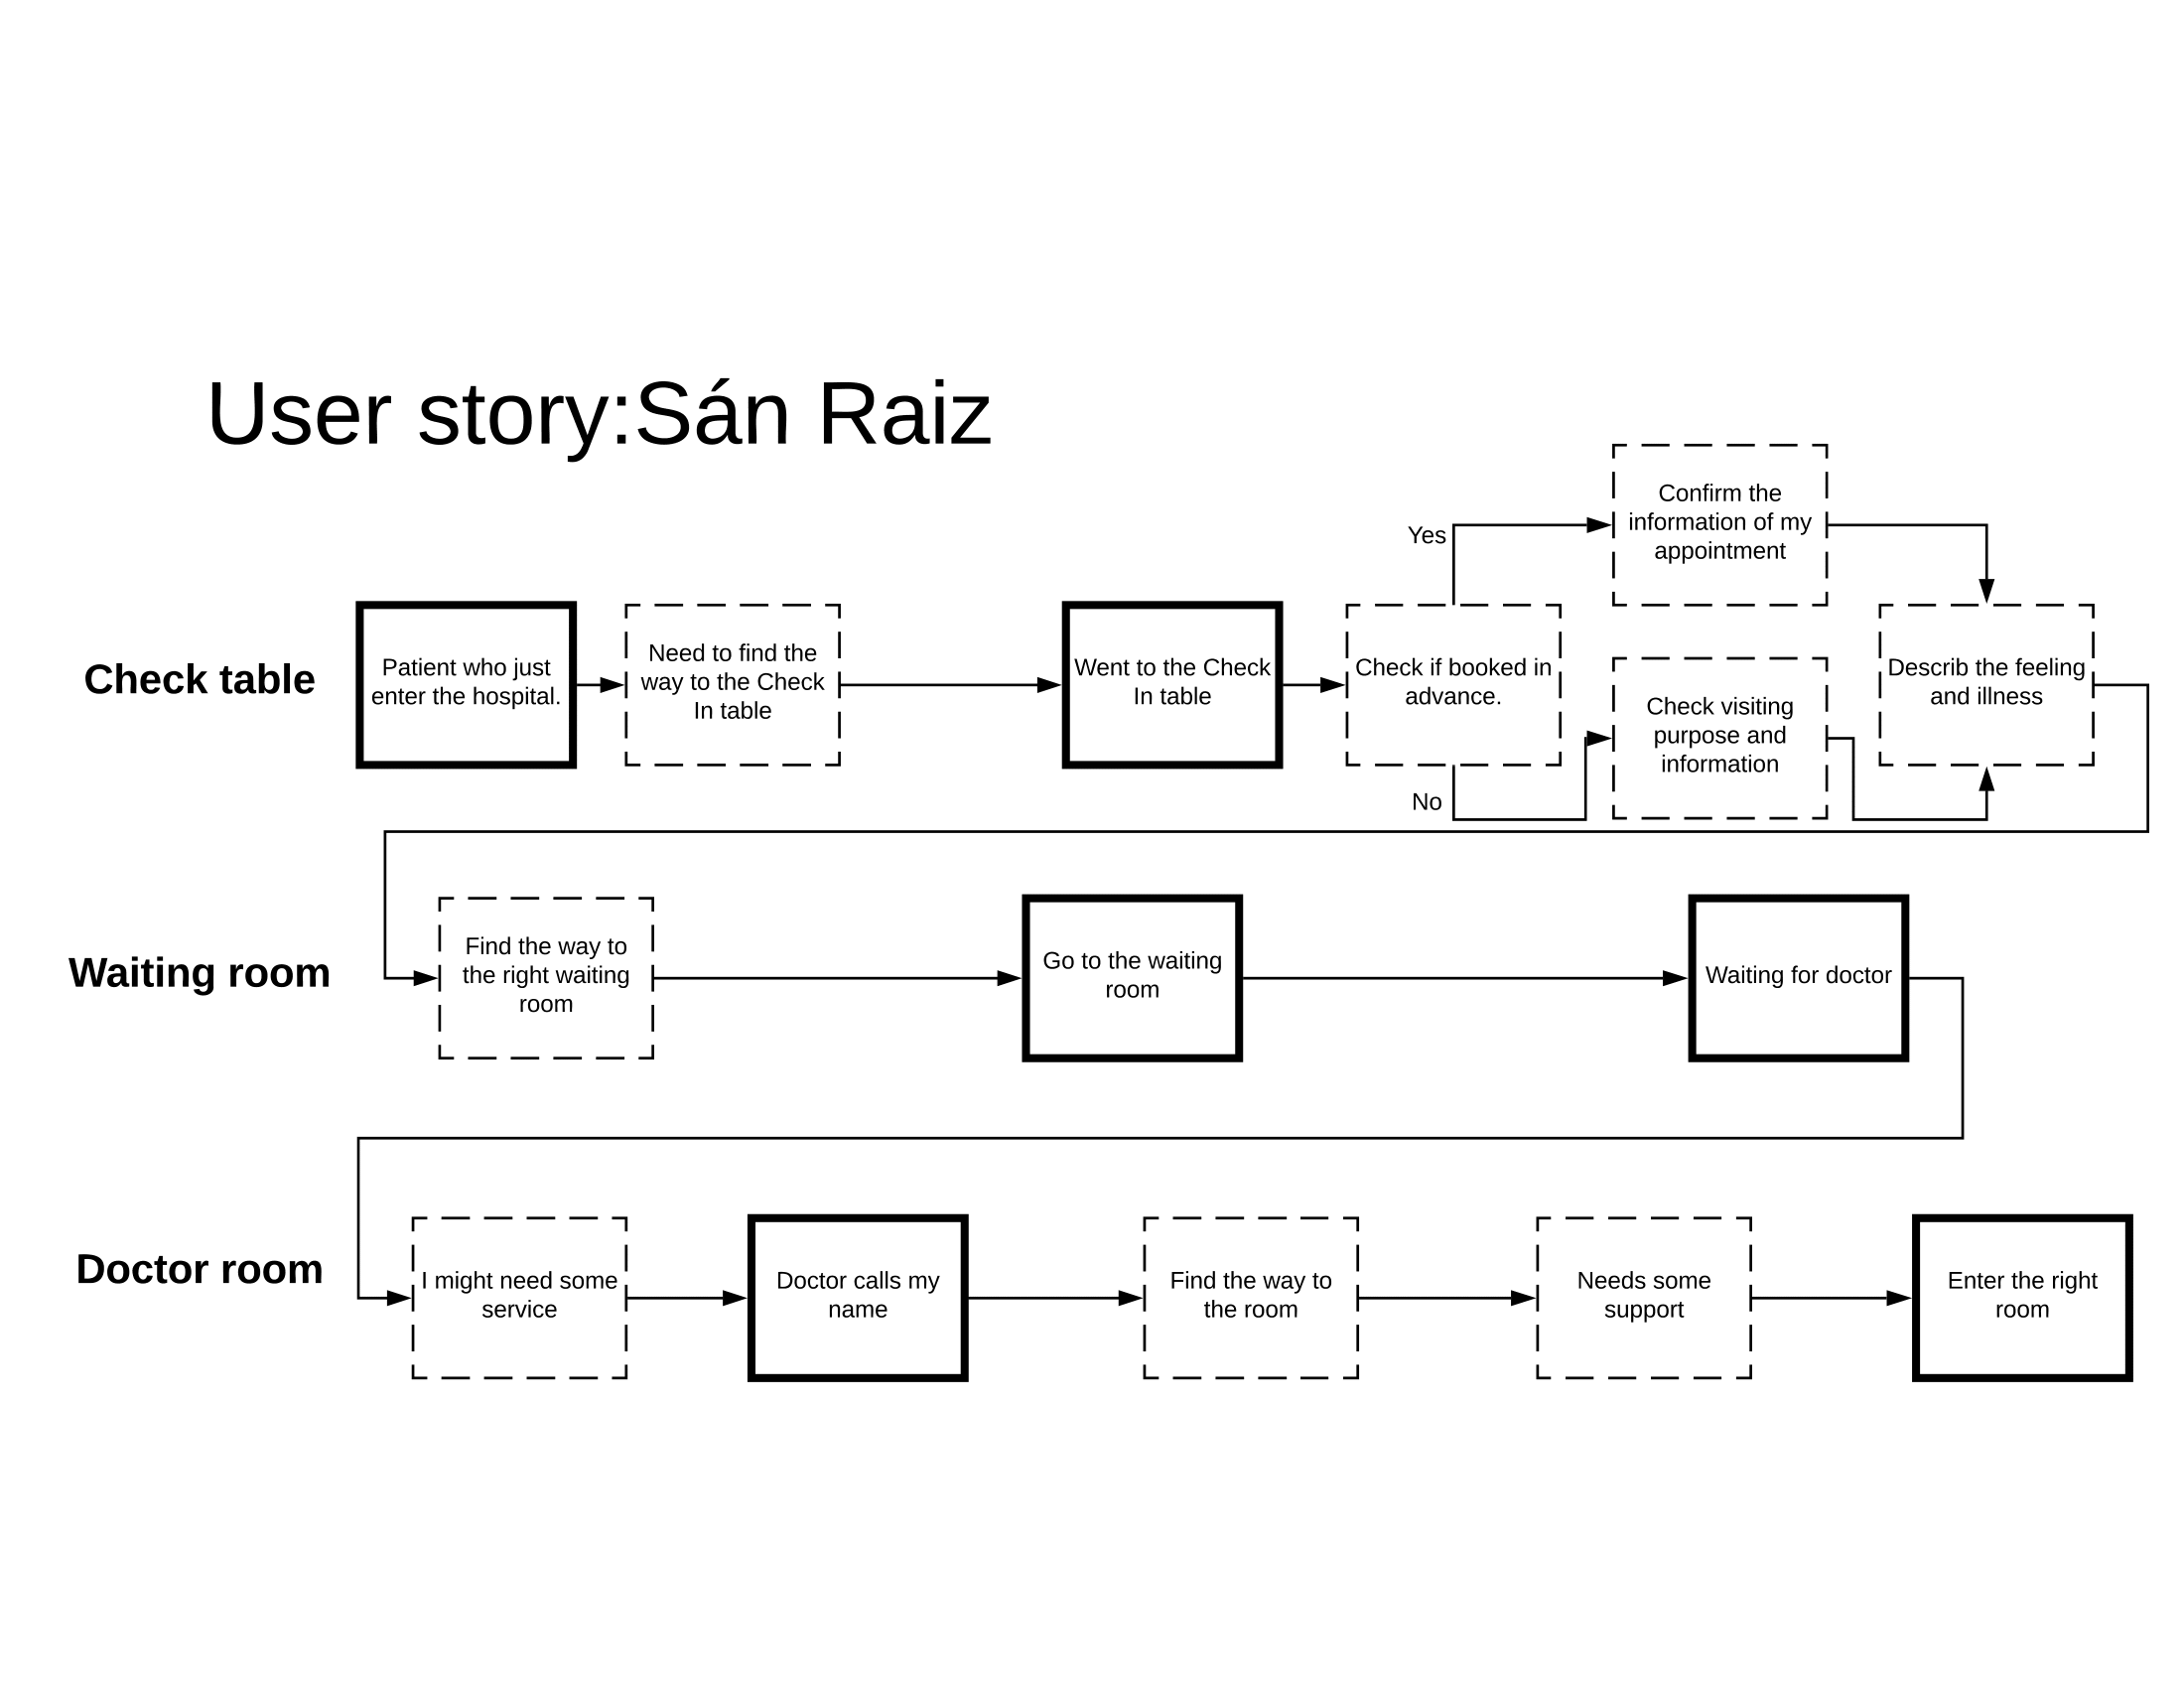 User story:Sán Raiz
Check table
Patient who just
enter the hospital.
Need to find the
way to the Check
In table
Went to the Check
In table
Check if booked in
advance.
Yes
Confirm the
information of my
appointment
No
Check visiting
purpose and
information
Describ the feeling
and illness
Waiting room
Find the way to
the right waiting
room
Go to the waiting
room
Waiting for doctor
Doctor room
I might need some
service
Doctor calls my
name
Find the way to
the room
Needs some
support
Enter the right
room